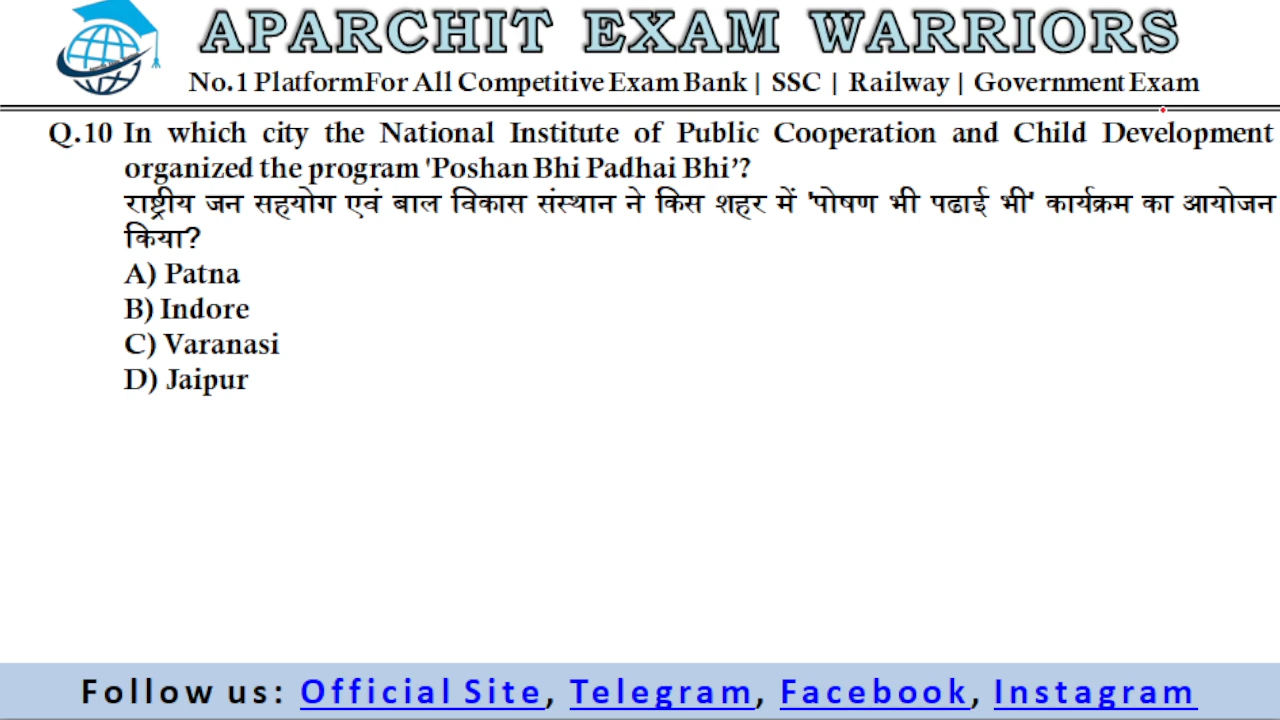 APARCHIT EXAM WARRIORS
No.1 PlatformFor All Competitive Exam Bank | SSC | Railway | Government Exam
Q.10 In which city the National Institute of Public Cooperation and Child Development
organized the program 'Poshan Bhi Padhai Bhi’?
राष्ट्रीय जन सहयोग एवं बाल विकास संस्थान ने किस शहर में 'पोषण भी पढाई भी' कार्यक्रम का आयोजन
किया?
A) Patna
B) Indore
C) Varanasi
D) Jaipur
Follow us: Official Site, Telegram, Facebook, Instagram